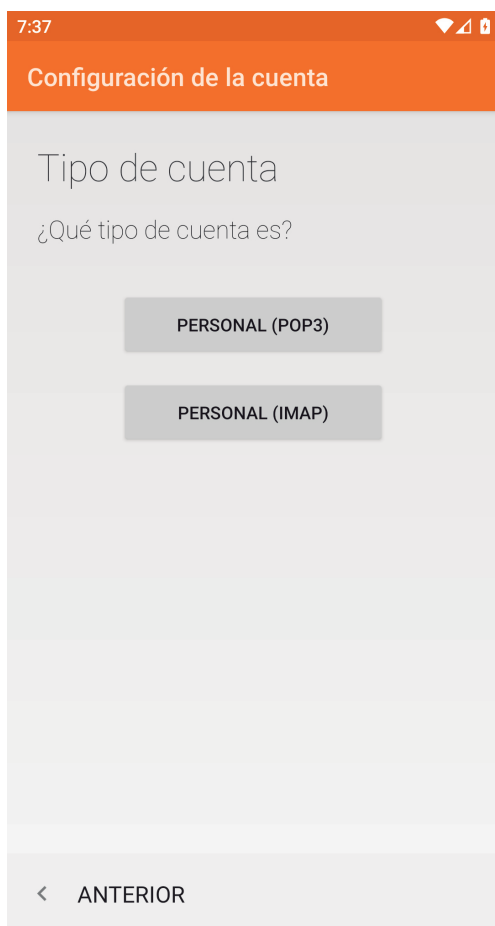 7:37
Configuración de la cuenta
Tipo de cuenta
¿Qué tipo de cuenta es?
PERSONAL (POP3)
PERSONAL (IMAP)
ANTERIOR